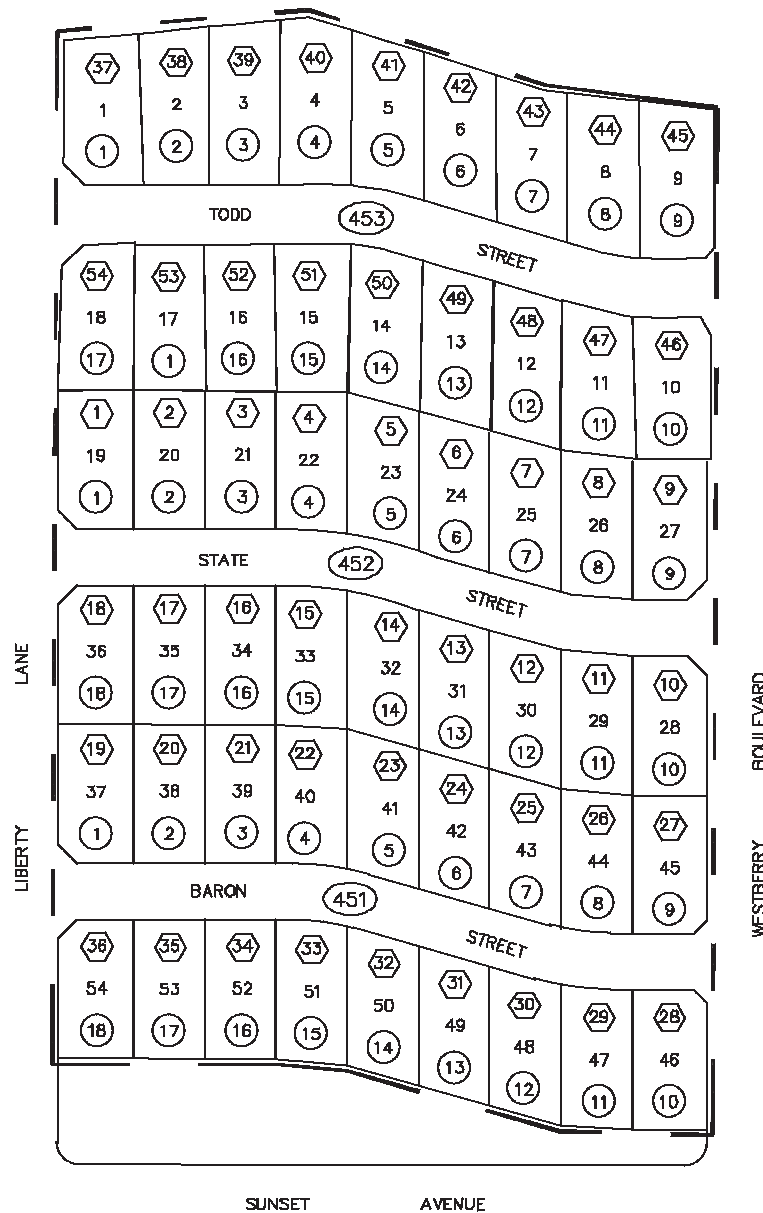 37 38 39 40 41 42 43 44 45
1 2 3 4 5 6 7 8 9
1 2 3 4 5 6 7 8 9
TODD 453 STREET
54 53 52 51 50 49 48 47 46
18 17 16 15 14 13 12 11 10
17 1 16 15 14 13 12 11 10
1 2 3 4 5 6 7 8 9
19 20 21 22 23 24 25 26 27
1 2 3 4 5 6 7 8 9
STATE 452 STREET
18 17 16 15 14 13 12 11 10
36 35 34 33 32 31 30 29 28
18 17 16 15 14 13 12 11 10
19 20 21 22 23 24 25 26 27
37 38 39 40 41 42 43 44 45
1 2 3 4 5 6 7 8 9
BARON 451 STREET
36 35 34 33 32 31 30 29 28
54 53 52 51 50 49 48 47 46
18 17 16 15 14 13 12 11 10
LIBERTY LANE
WESTBERRY BOULEVARD
SUNSET AVENUE